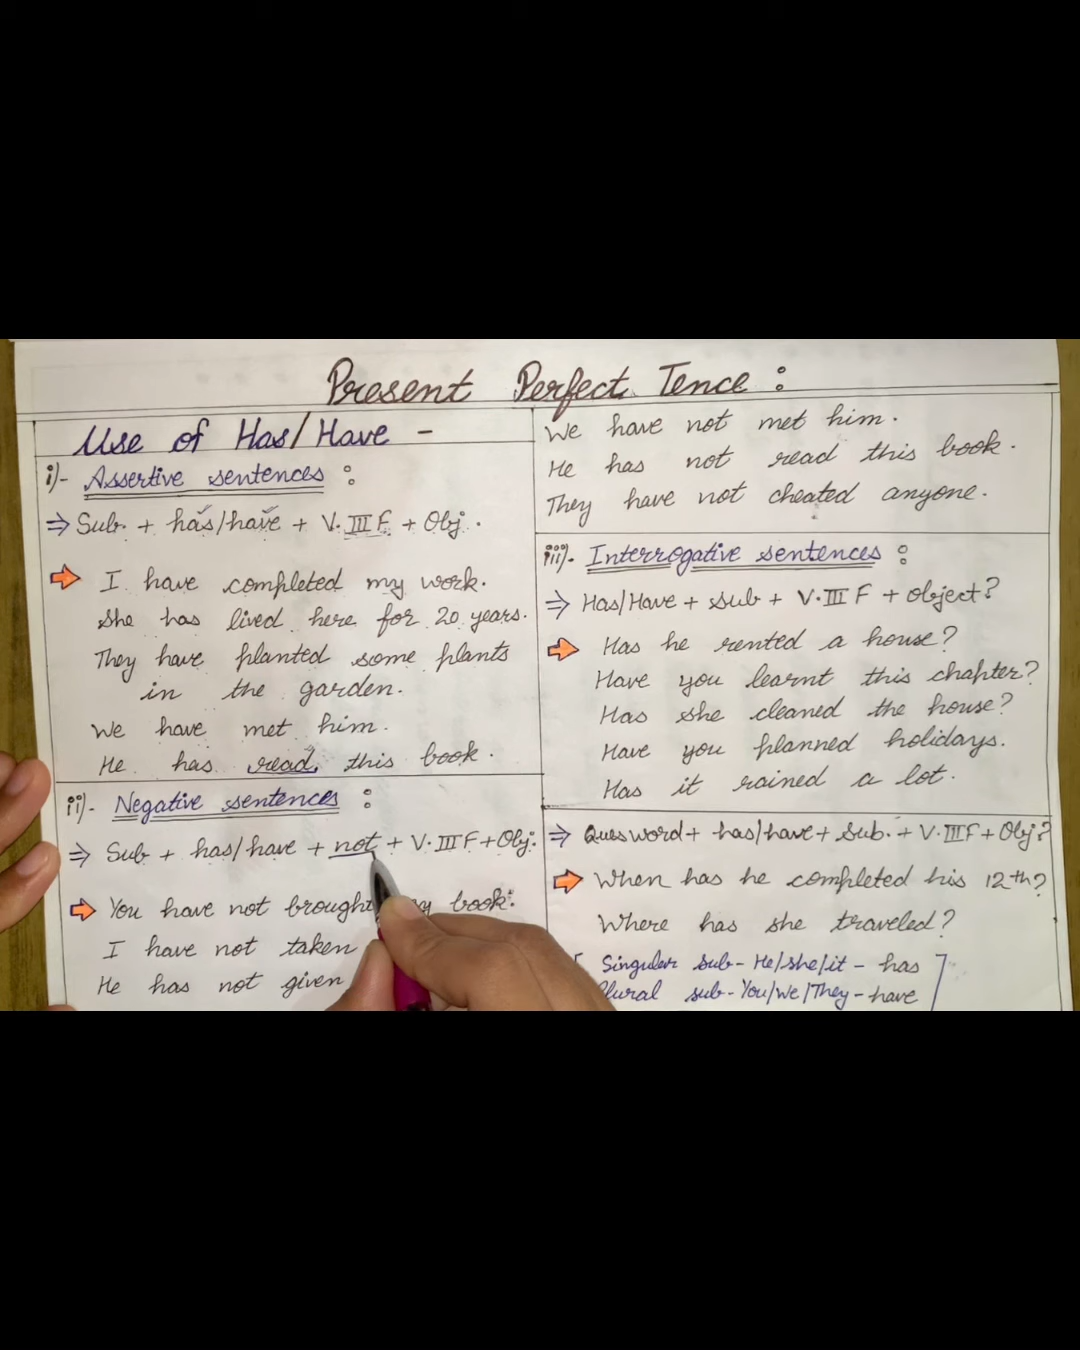 Present Perfect Tence :
Use of Has/Have -
i)- Assertive sentences :
⇒ Sub. + has/have + V. III F + Obj.
I have completed my work.
She has lived here for 20 years.
They have planted some plants
in the garden.
We have met him.
He has read this book.
ii)- Negative sentences :
⇒ Sub + has/have + not + V. III F + Obj.
You have not brought my book.
I have not taken
He has not given
We have not met him.
He has not read this book.
They have not cheated anyone.
iii)- Interrogative sentences :
⇒ Has/Have + sub + V. III F + object?
Has he rented a house?
Have you learnt this chapter?
Has she cleaned the house?
Have you planned holidays.
Has it rained a lot.
⇒ Ques word + has/have + sub. + V. III F + Obj?
When has he completed his 12th?
Where has she traveled?
[Singular sub - He/she/it - has]
Plural sub - You/We/They - have